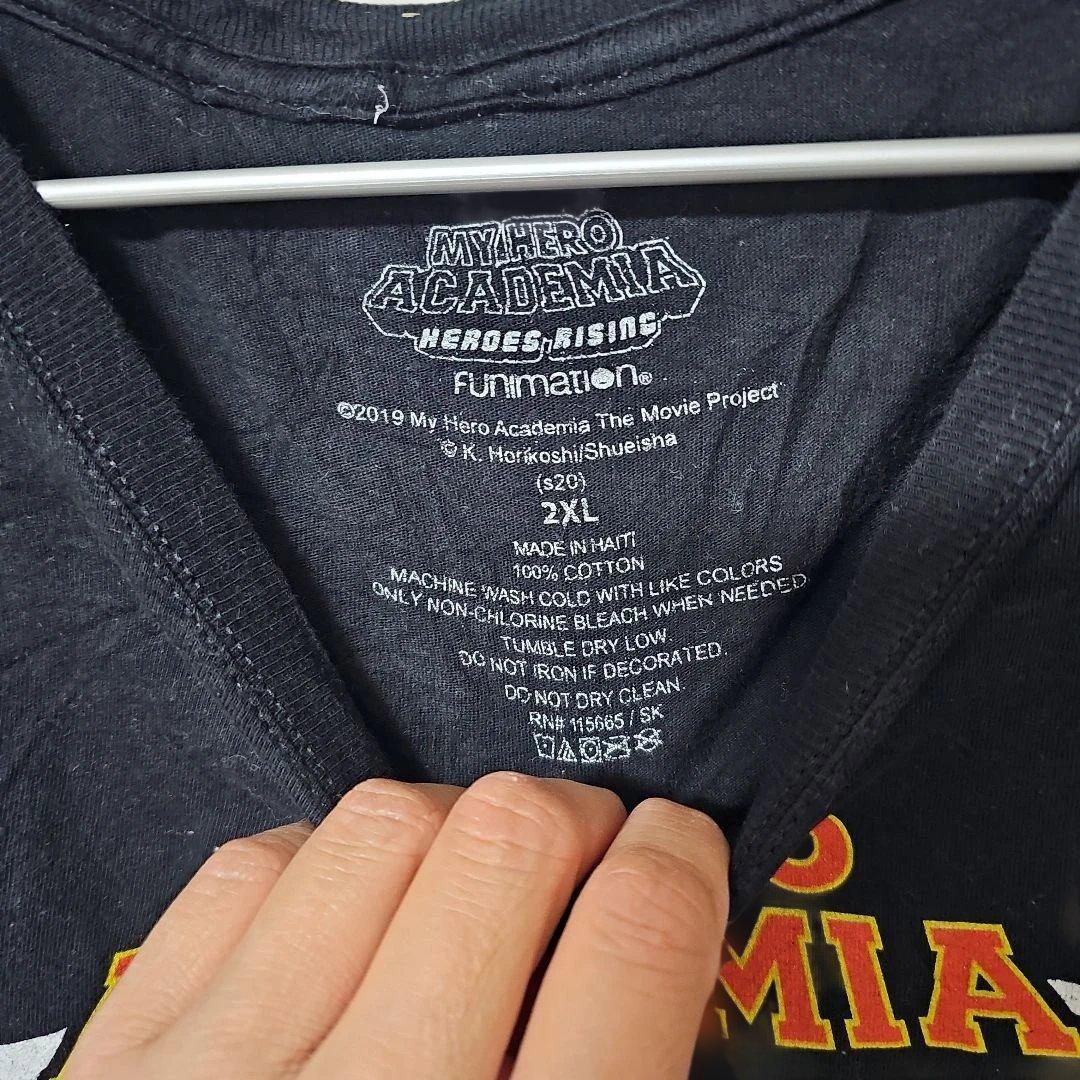 MY HERO
ACADEMIA
HEROES RISING
FUNIMATION®
©2019 My Hero Academia The Movie Project
© K. Horikoshi/Shueisha
(s20)
2XL
MADE IN HAITI
100% COTTON
MACHINE WASH COLD WITH LIKE COLORS
ONLY NON-CHLORINE BLEACH WHEN NEEDED
TUMBLE DRY LOW.
DO NOT IRON IF DECORATED.
DO NOT DRY CLEAN.
RN# 115665 / SK
O
MIA